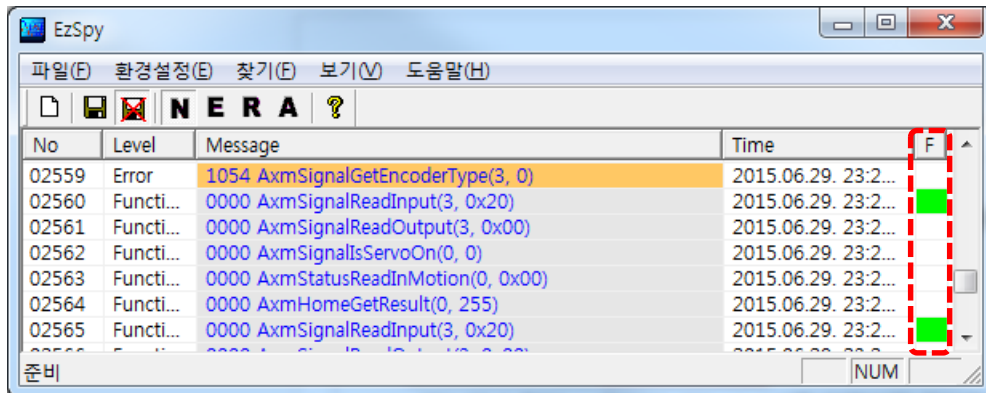 EzSpy
파일(F) 환경설정(E) 찾기(F) 보기(V) 도움말(H)
N E R A
No Level Message Time F
02559 Error 1054 AxmSignalGetEncoderType(3, 0) 2015.06.29. 23:2...
02560 Functi... 0000 AxmSignalReadInput(3, 0x20) 2015.06.29. 23:2...
02561 Functi... 0000 AxmSignalReadOutput(3, 0x00) 2015.06.29. 23:2...
02562 Functi... 0000 AxmSignalIsServoOn(0, 0) 2015.06.29. 23:2...
02563 Functi... 0000 AxmStatusReadInMotion(0, 0x00) 2015.06.29. 23:2...
02564 Functi... 0000 AxmHomeGetResult(0, 255) 2015.06.29. 23:2...
02565 Functi... 0000 AxmSignalReadInput(3, 0x20) 2015.06.29. 23:2...
준비 NUM